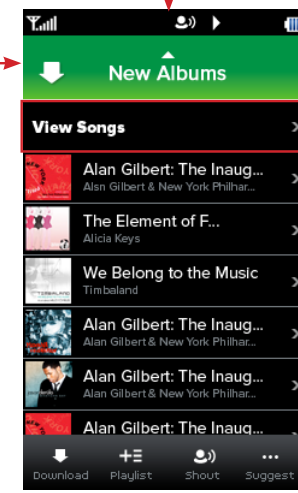 New Albums
View Songs
Alan Gilbert: The Inaug...
Alsn Gilbert & New York Philhar...
The Element of F...
Alicia Keys
We Belong to the Music
Timbaland
Alan Gilbert: The Inaug...
Alan Gilbert & New York Philhar...
Alan Gilbert: The Inaug...
Alan Gilbert & New York Philhar...
Alan Gilbert: The Inaug...
Download Playlist Shout Suggest